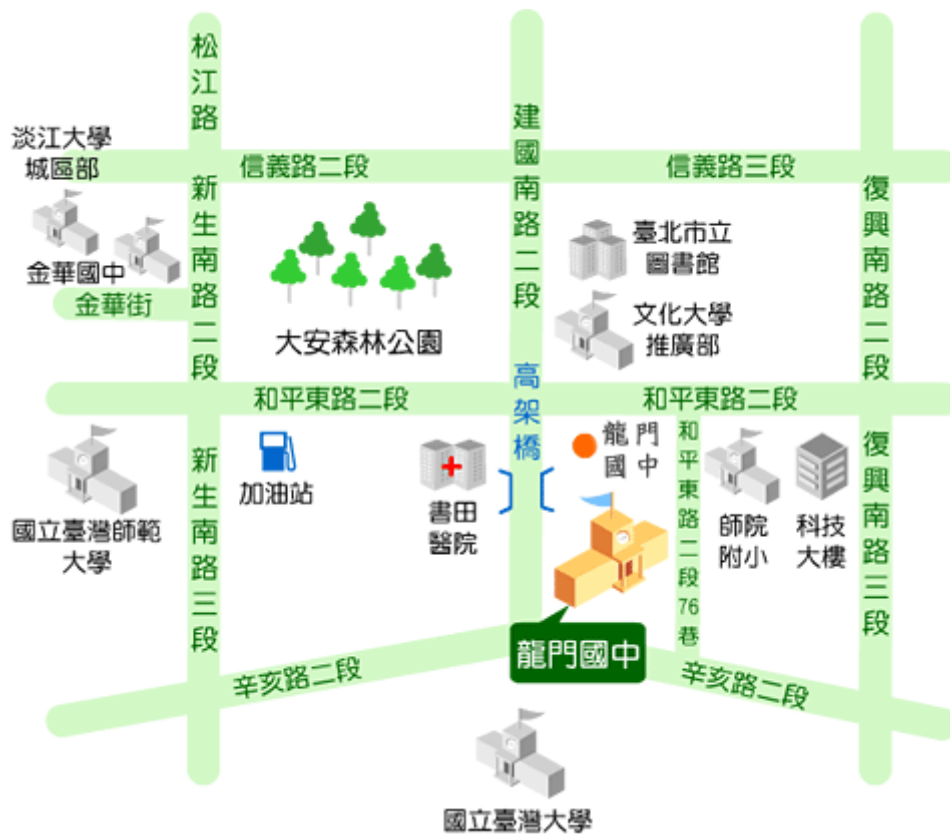 松江路
建國南路二段
淡江大學
城區部
信義路二段
信義路三段
新生南路二段
復興南路二段
臺北市立
圖書館
金華國中
金華街
文化大學
推廣部
大安森林公園
高架橋
和平東路二段
和平東路二段
龍門
國中
和平東路二段76巷
新生南路三段
復興南路三段
加油站
書田
醫院
師院
附小
科技
大樓
國立臺灣師範
大學
龍門國中
辛亥路二段
辛亥路二段
國立臺灣大學